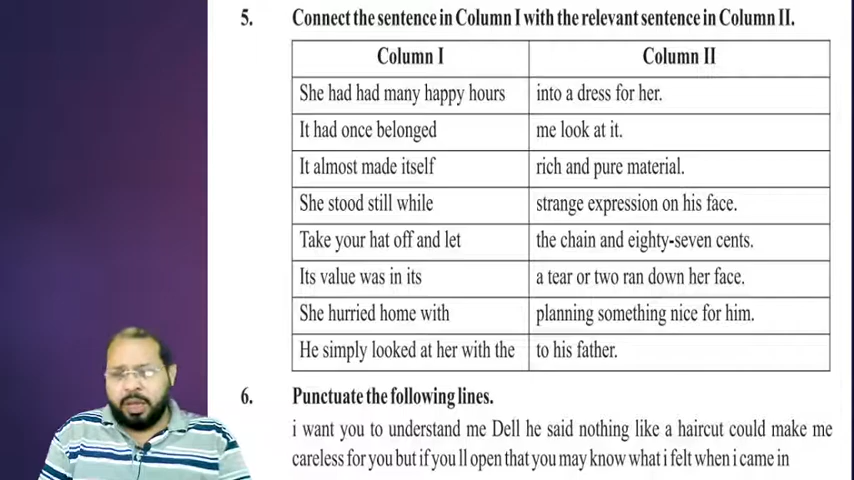 5. Connect the sentence in Column I with the relevant sentence in Column II.
Column I Column II
She had had many happy hours into a dress for her.
It had once belonged me look at it.
It almost made itself rich and pure material.
She stood still while strange expression on his face.
Take your hat off and let the chain and eighty-seven cents.
Its value was in its a tear or two ran down her face.
She hurried home with planning something nice for him.
He simply looked at her with the to his father.
6. Punctuate the following lines.
i want you to understand me Dell he said nothing like a haircut could make me
careless for you but if you ll open that you may know what i felt when i came in